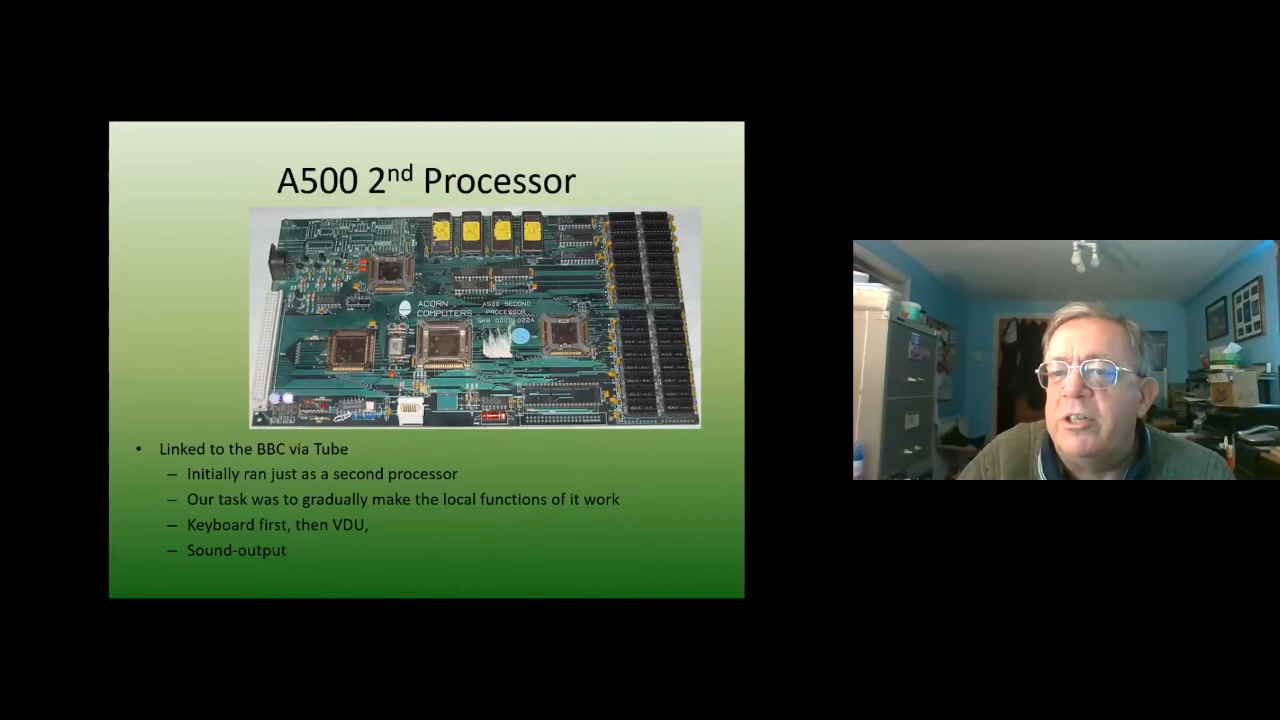 A500 2nd Processor
ACORN
COMPUTERS
A500 SECOND
PROCESSOR
• Linked to the BBC via Tube
– Initially ran just as a second processor
– Our task was to gradually make the local functions of it work
– Keyboard first, then VDU,
– Sound-output